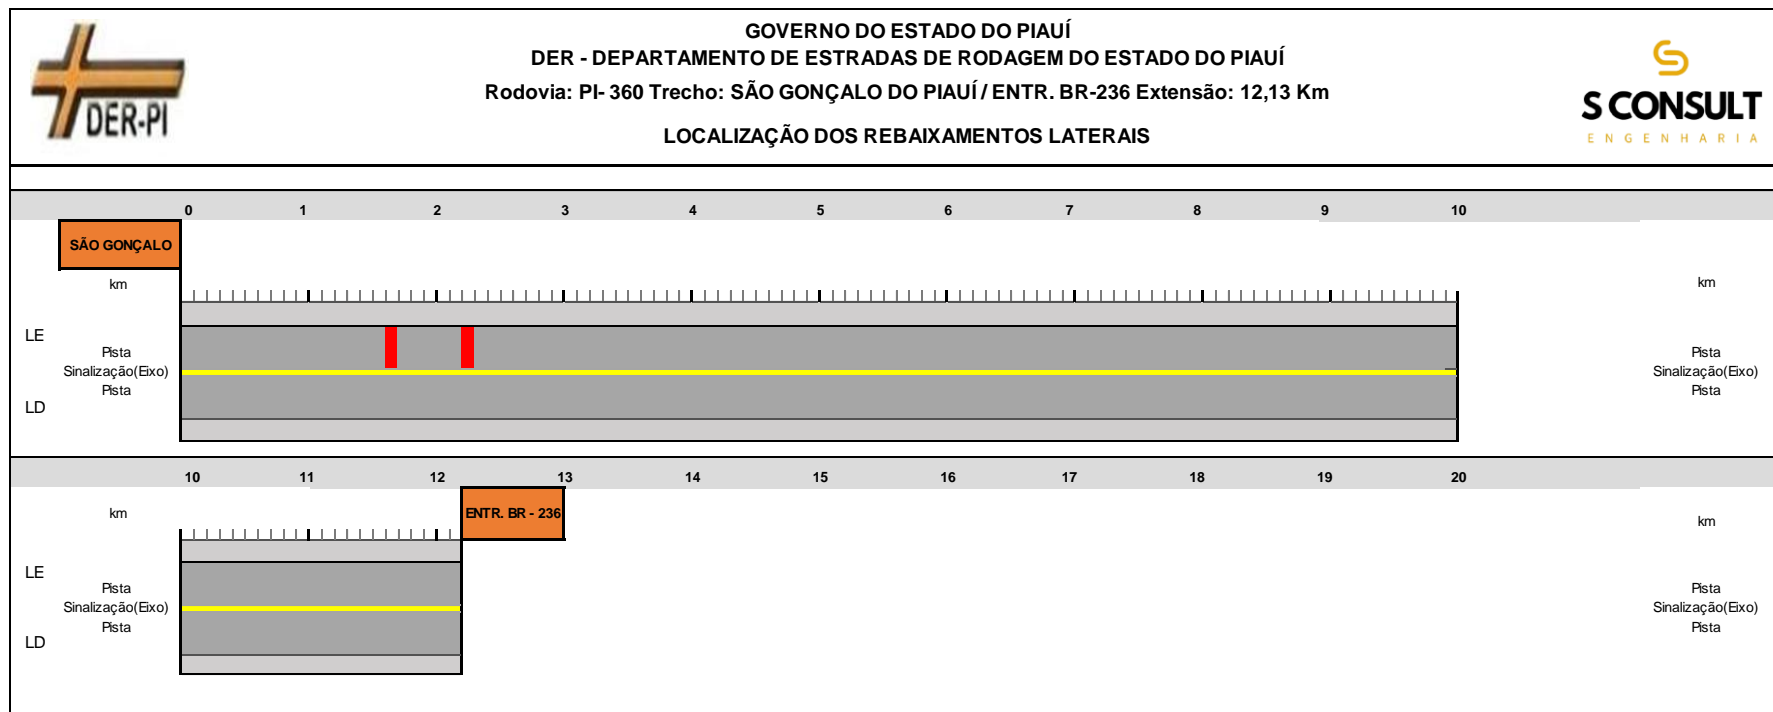 GOVERNO DO ESTADO DO PIAUÍ
DER - DEPARTAMENTO DE ESTRADAS DE RODAGEM DO ESTADO DO PIAUÍ
Rodovia: PI- 360 Trecho: SÃO GONÇALO DO PIAUÍ / ENTR. BR-236 Extensão: 12,13 Km
LOCALIZAÇÃO DOS REBAIXAMENTOS LATERAIS
DER-PI
S CONSULT
ENGENHARIA
0 1 2 3 4 5 6 7 8 9 10
SÃO GONÇALO
km km
LE
Pista Pista
Sinalização(Eixo) Sinalização(Eixo)
Pista Pista
LD
10 11 12 13 14 15 16 17 18 19 20
ENTR. BR - 236
km km
LE
Pista Pista
Sinalização(Eixo) Sinalização(Eixo)
Pista Pista
LD